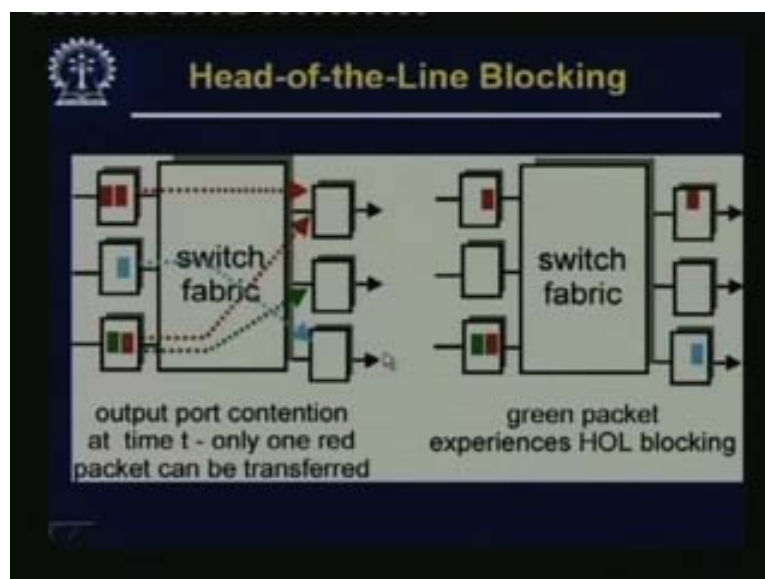 Head-of-the-Line Blocking
switch
fabric
output port contention
at time t - only one red
packet can be transferred
switch
fabric
green packet
experiences HOL blocking